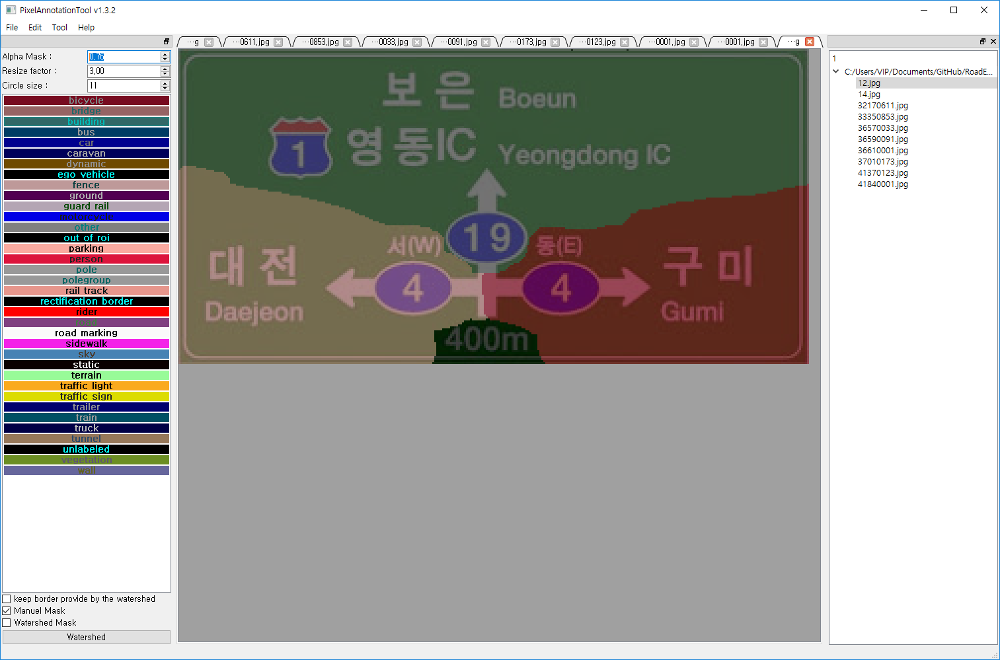 PixelAnnotationTool v1.3.2
File Edit Tool Help
Alpha Mask : 0,76
Resize factor : 3,00
Circle size : 11
bicycle
bridge
building
bus
car
caravan
dynamic
ego vehicle
fence
ground
guard rail
motorcycle
other
out of roi
parking
person
pole
polegroup
rail track
rectification border
rider
road
road marking
sidewalk
sky
static
terrain
traffic light
traffic sign
trailer
train
truck
tunnel
unlabeled
vegetation
wall
keep border provide by the watershed
Manuel Mask
Watershed Mask
Watershed
···g ···0611.jpg ···0853.jpg ···0033.jpg ···0091.jpg ···0173.jpg ···0123.jpg ···0001.jpg ···0001.jpg ···g
보은 Boeun
1 영동IC Yeongdong IC
19
서(W) 동(E)
대전 4 4 구미
Daejeon Gumi
400m
1
C:/Users/VIP/Documents/GitHub/RoadE...
12.jpg
14.jpg
32170611.jpg
33350853.jpg
36570033.jpg
36590091.jpg
36610001.jpg
37010173.jpg
41370123.jpg
41840001.jpg